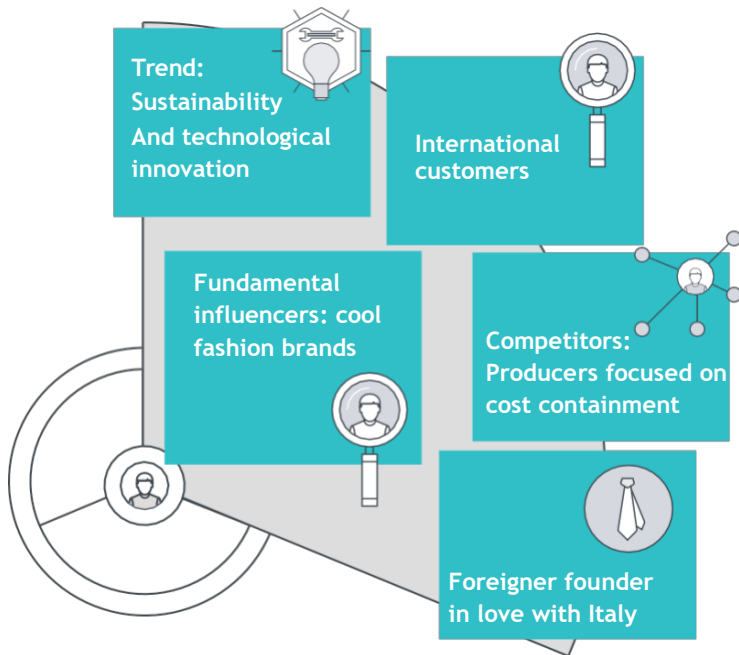 Trend:
Sustainability
And technological
innovation
International
customers
Fundamental
influencers: cool
fashion brands
Competitors:
Producers focused on
cost containment
Foreigner founder
in love with Italy